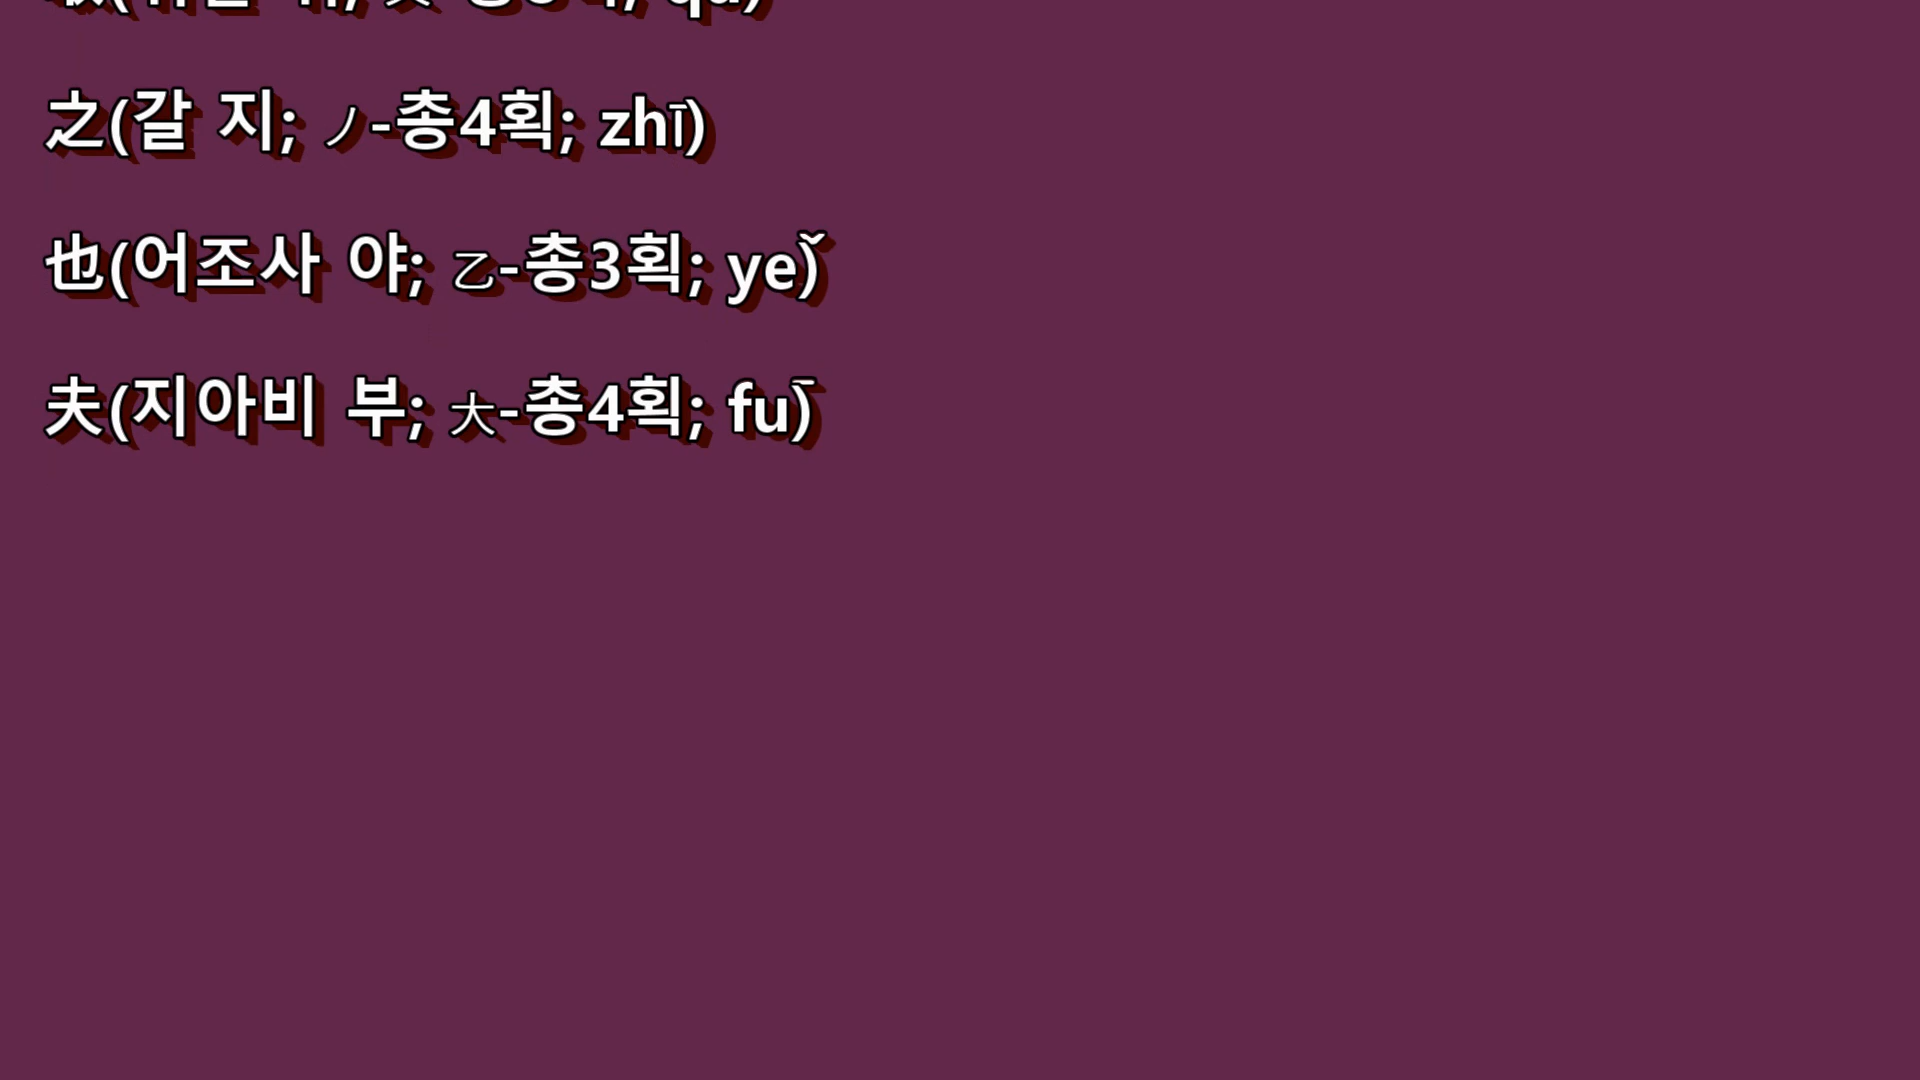 之(갈 지; ノ-총4획; zhī)
也(어조사 야; 乙-총3획; yě)
夫(지아비 부; 大-총4획; fū)